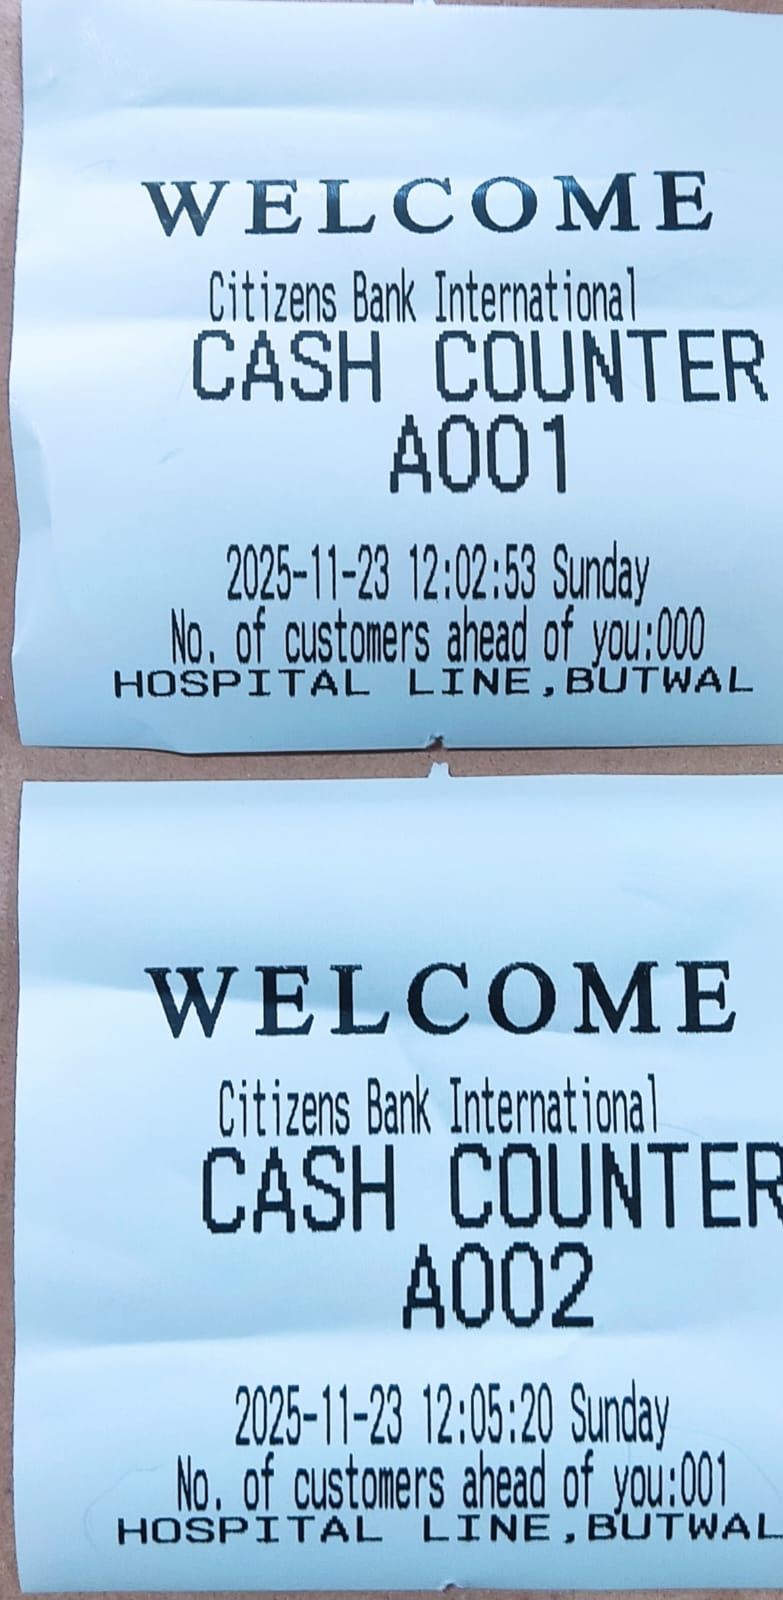 WELCOME
Citizens Bank International
CASH COUNTER
A001
2025-11-23 12:02:53 Sunday
No. of customers ahead of you:000
HOSPITAL LINE,BUTWAL
WELCOME
Citizens Bank International
CASH COUNTER
A002
2025-11-23 12:05:20 Sunday
No. of customers ahead of you:001
HOSPITAL LINE,BUTWAL